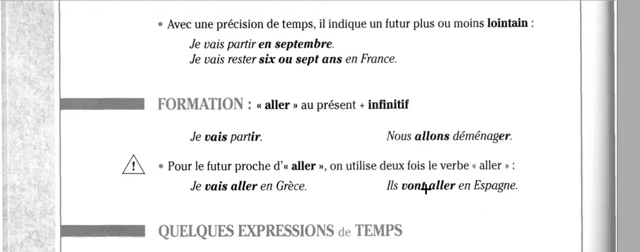 • Avec une précision de temps, il indique un futur plus ou moins lointain :
Je vais partir en septembre.
Je vais rester six ou sept ans en France.
FORMATION : « aller » au présent + infinitif
Je vais partir.
Nous allons déménager.
• Pour le futur proche d'« aller », on utilise deux fois le verbe « aller » :
Je vais aller en Grèce.
Ils vont aller en Espagne.
QUELQUES EXPRESSIONS de TEMPS